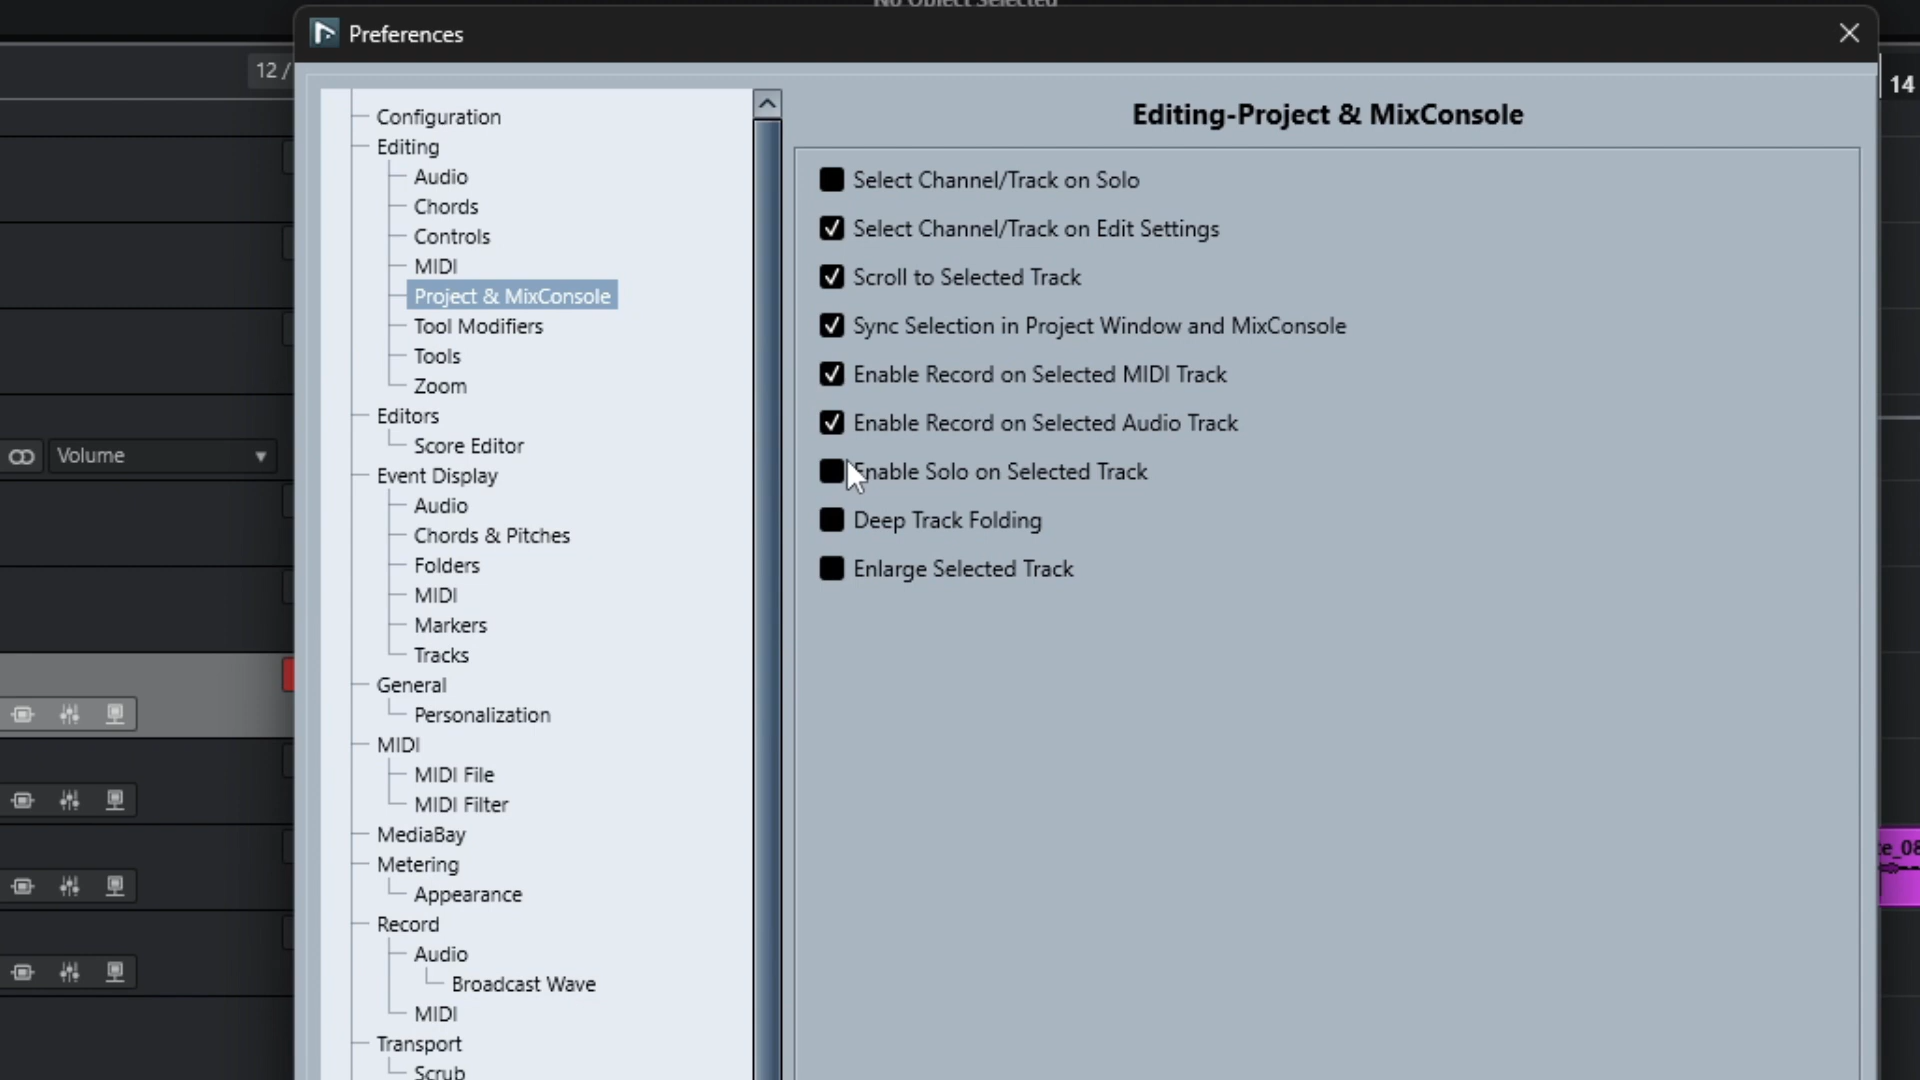 No Object Selected
Preferences
12 /
14
Configuration
Editing
Audio
Chords
Controls
MIDI
Project & MixConsole
Tool Modifiers
Tools
Zoom
Editors
Score Editor
Event Display
Audio
Chords & Pitches
Folders
MIDI
Markers
Tracks
General
Personalization
MIDI
MIDI File
MIDI Filter
MediaBay
Metering
Appearance
Record
Audio
Broadcast Wave
MIDI
Transport
Scrub
Editing-Project & MixConsole
Select Channel/Track on Solo
Select Channel/Track on Edit Settings
Scroll to Selected Track
Sync Selection in Project Window and MixConsole
Enable Record on Selected MIDI Track
Enable Record on Selected Audio Track
Enable Solo on Selected Track
Deep Track Folding
Enlarge Selected Track
Volume
te_08